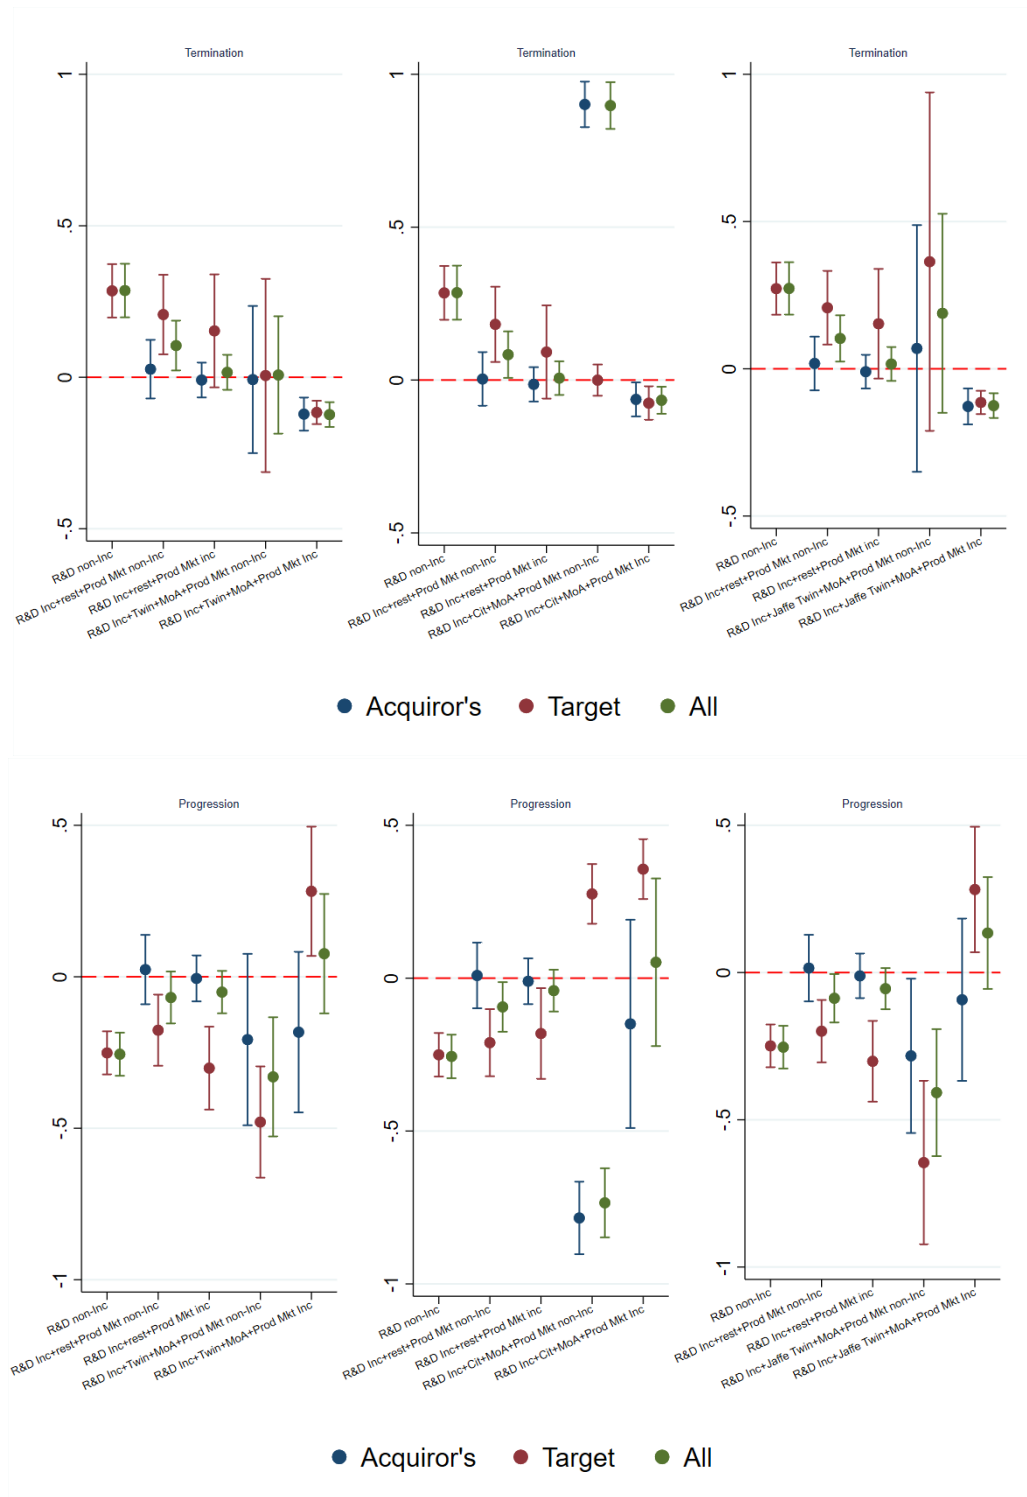 Termination
Termination
Termination
1
.5
0
-.5
1
.5
0
-.5
1
.5
0
-.5
R&D non-Inc
R&D Inc+rest+Prod Mkt non-Inc
R&D Inc+rest+Prod Mkt inc
R&D Inc+Twin+MoA+Prod Mkt non-Inc
R&D Inc+Twin+MoA+Prod Mkt Inc
R&D non-Inc
R&D Inc+rest+Prod Mkt non-Inc
R&D Inc+rest+Prod Mkt inc
R&D Inc+Cit+MoA+Prod Mkt non-Inc
R&D Inc+Cit+MoA+Prod Mkt Inc
R&D non-Inc
R&D Inc+rest+Prod Mkt non-Inc
R&D Inc+rest+Prod Mkt inc
R&D Inc+Jaffe Twin+MoA+Prod Mkt non-Inc
R&D Inc+Jaffe Twin+MoA+Prod Mkt Inc
Acquiror's Target All
Progression
Progression
Progression
.5
0
-.5
-1
.5
0
-.5
-1
.5
0
-.5
-1
R&D non-Inc
R&D Inc+rest+Prod Mkt non-Inc
R&D Inc+rest+Prod Mkt inc
R&D Inc+Twin+MoA+Prod Mkt non-Inc
R&D Inc+Twin+MoA+Prod Mkt Inc
R&D non-Inc
R&D Inc+rest+Prod Mkt non-Inc
R&D Inc+rest+Prod Mkt inc
R&D Inc+Cit+MoA+Prod Mkt non-Inc
R&D Inc+Cit+MoA+Prod Mkt Inc
R&D non-Inc
R&D Inc+rest+Prod Mkt non-Inc
R&D Inc+rest+Prod Mkt inc
R&D Inc+Jaffe Twin+MoA+Prod Mkt non-Inc
R&D Inc+Jaffe Twin+MoA+Prod Mkt Inc
Acquiror's Target All